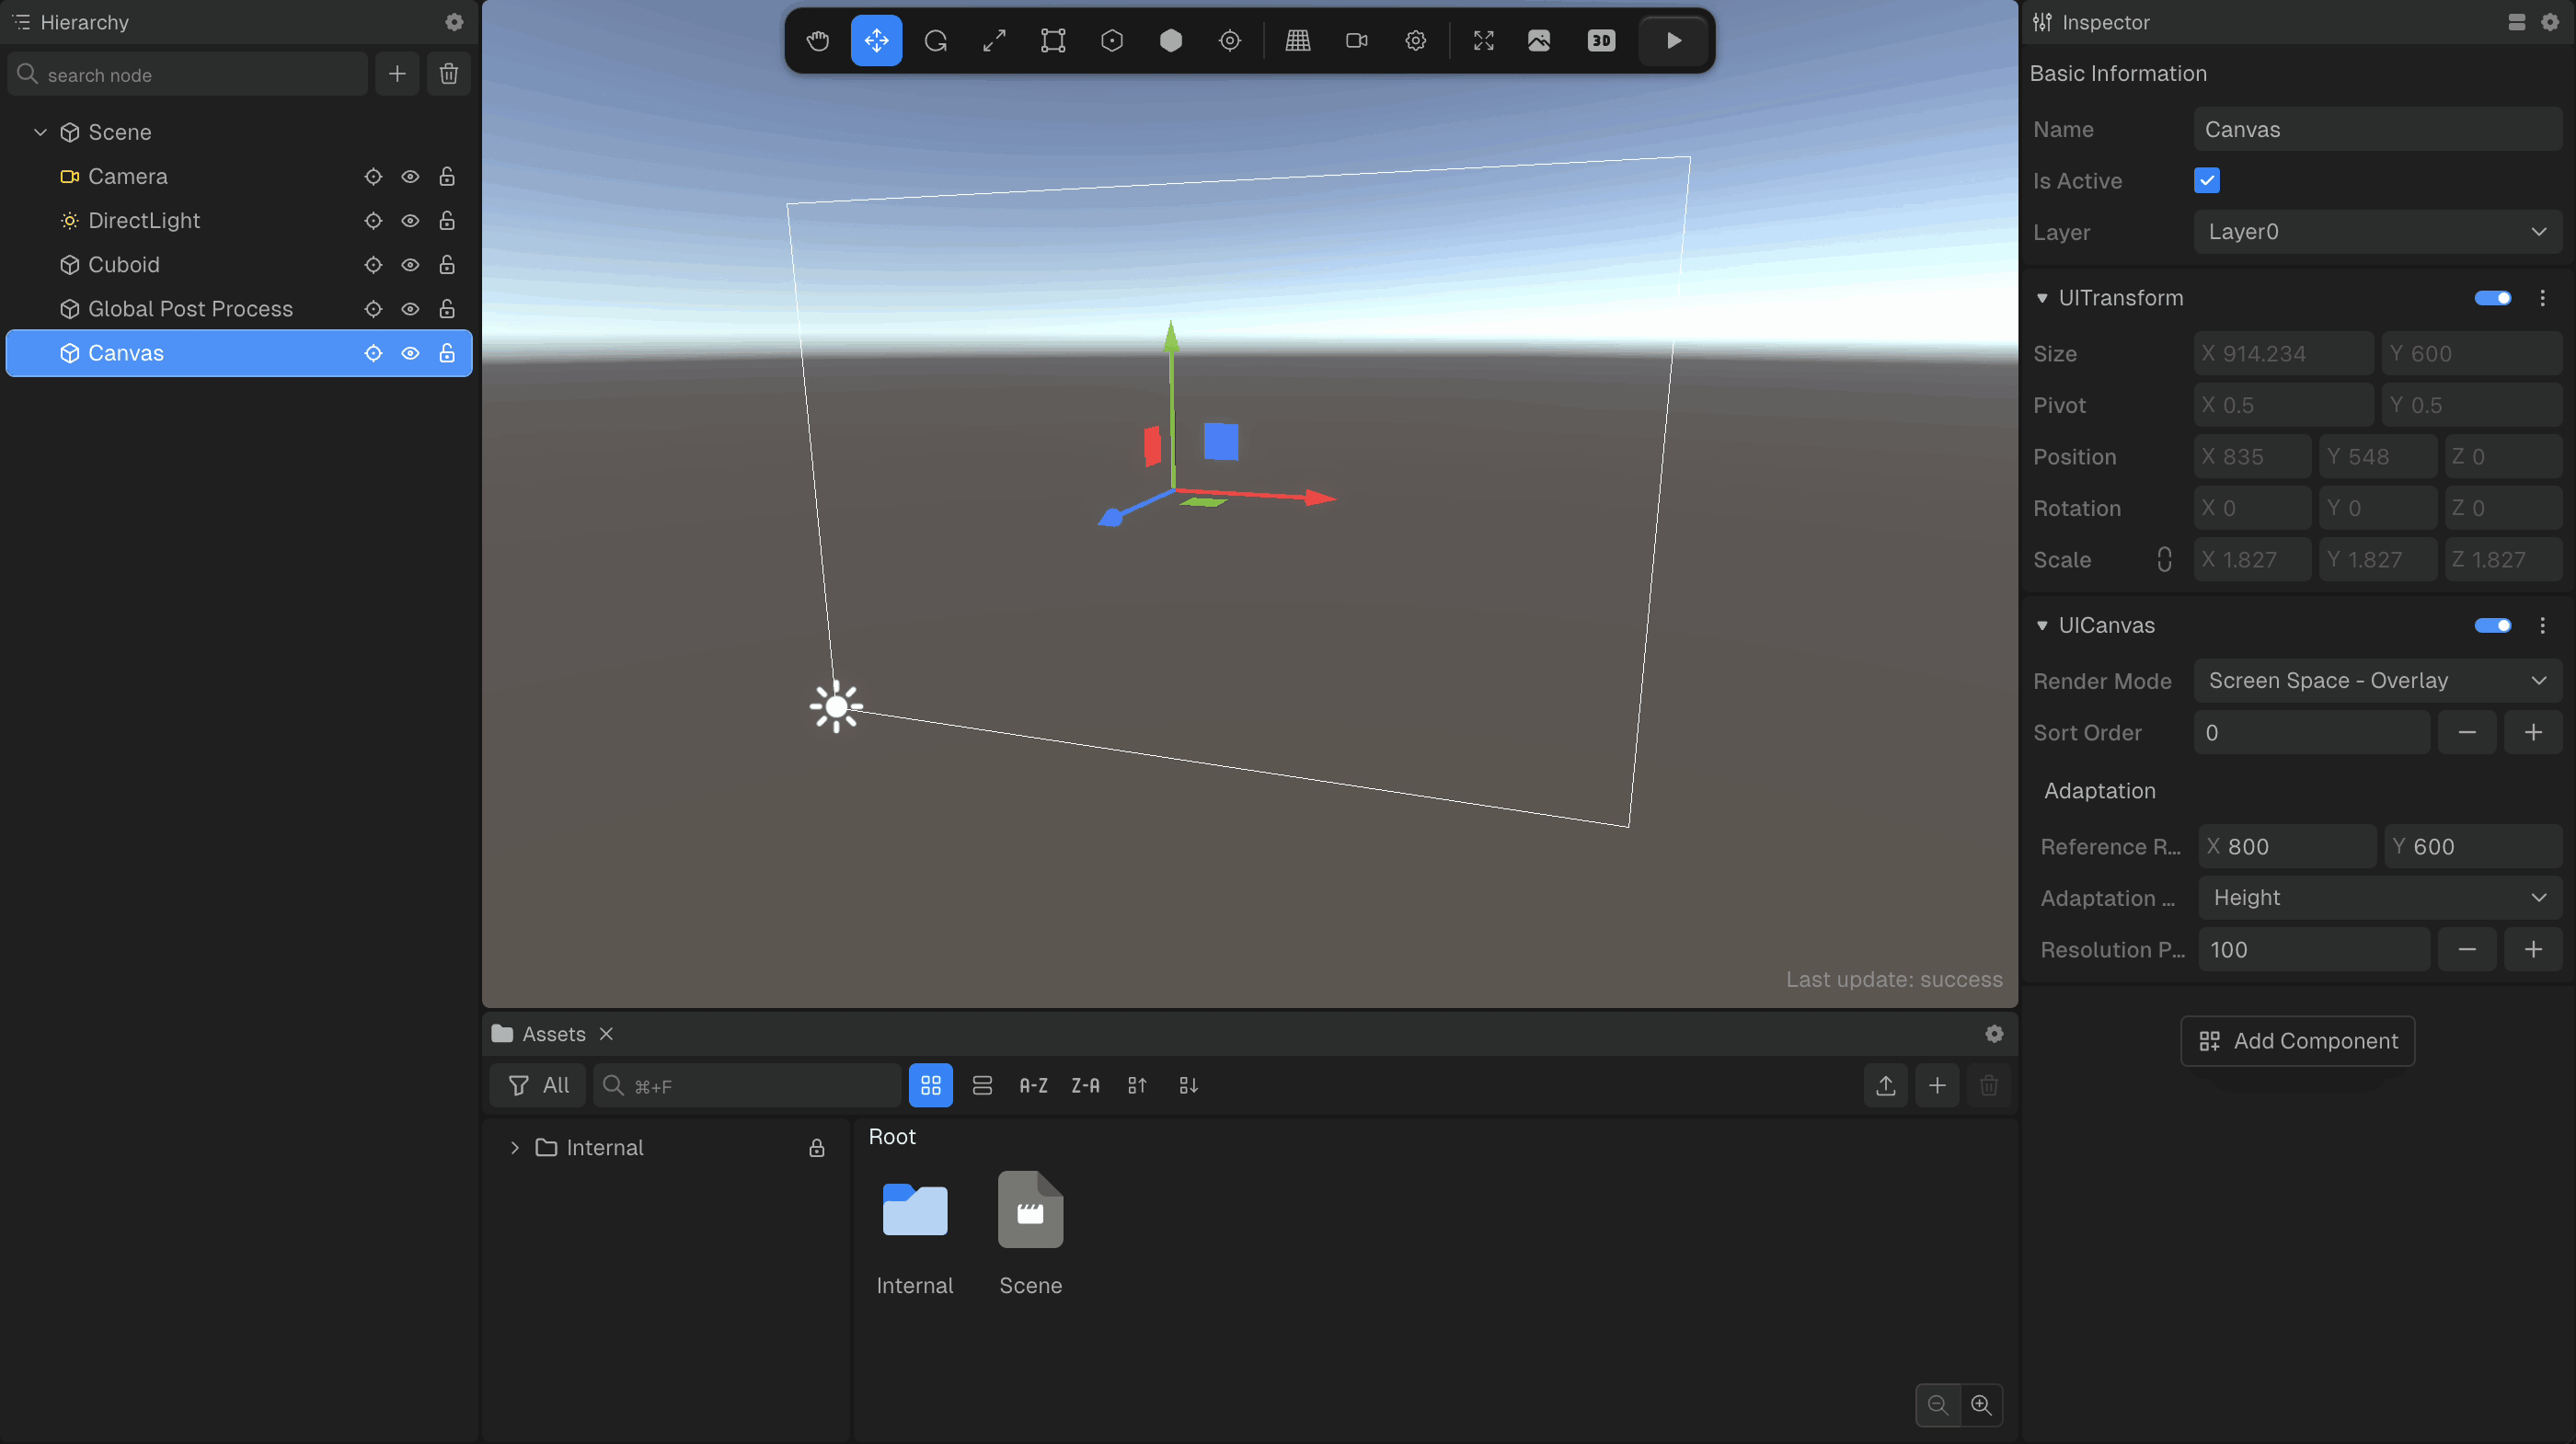 Hierarchy
search node
Scene
Camera
DirectLight
Cuboid
Global Post Process
Canvas
3D
Last update: success
Assets
All
⌘+F
A-Z
Z-A
Internal
Root
Internal
Scene
Inspector
Basic Information
Name
Canvas
Is Active
Layer
Layer0
UITransform
Size X 914.234 Y 600
Pivot X 0.5 Y 0.5
Position X 835 Y 548 Z 0
Rotation X 0 Y 0 Z 0
Scale X 1.827 Y 1.827 Z 1.827
UICanvas
Render Mode Screen Space - Overlay
Sort Order 0
Adaptation
Reference R... X 800 Y 600
Adaptation ... Height
Resolution P... 100
Add Component